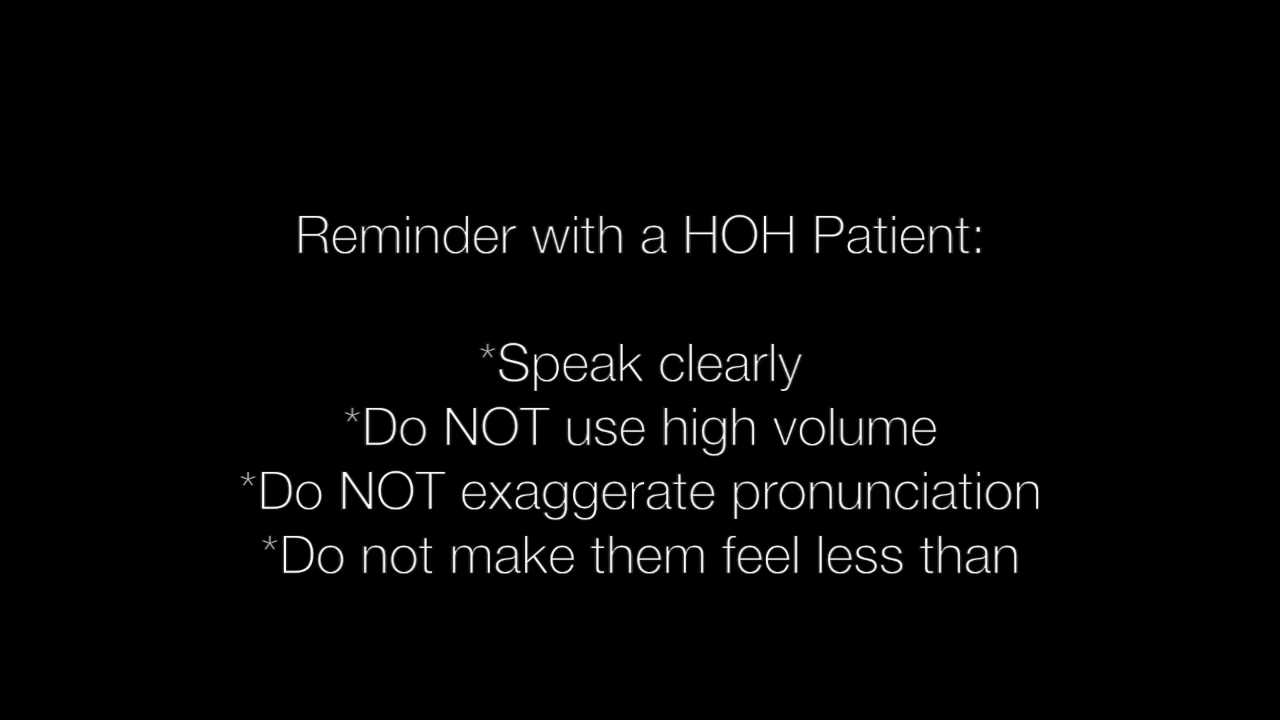 Reminder with a HOH Patient:
*Speak clearly
*Do NOT use high volume
*Do NOT exaggerate pronunciation
*Do not make them feel less than